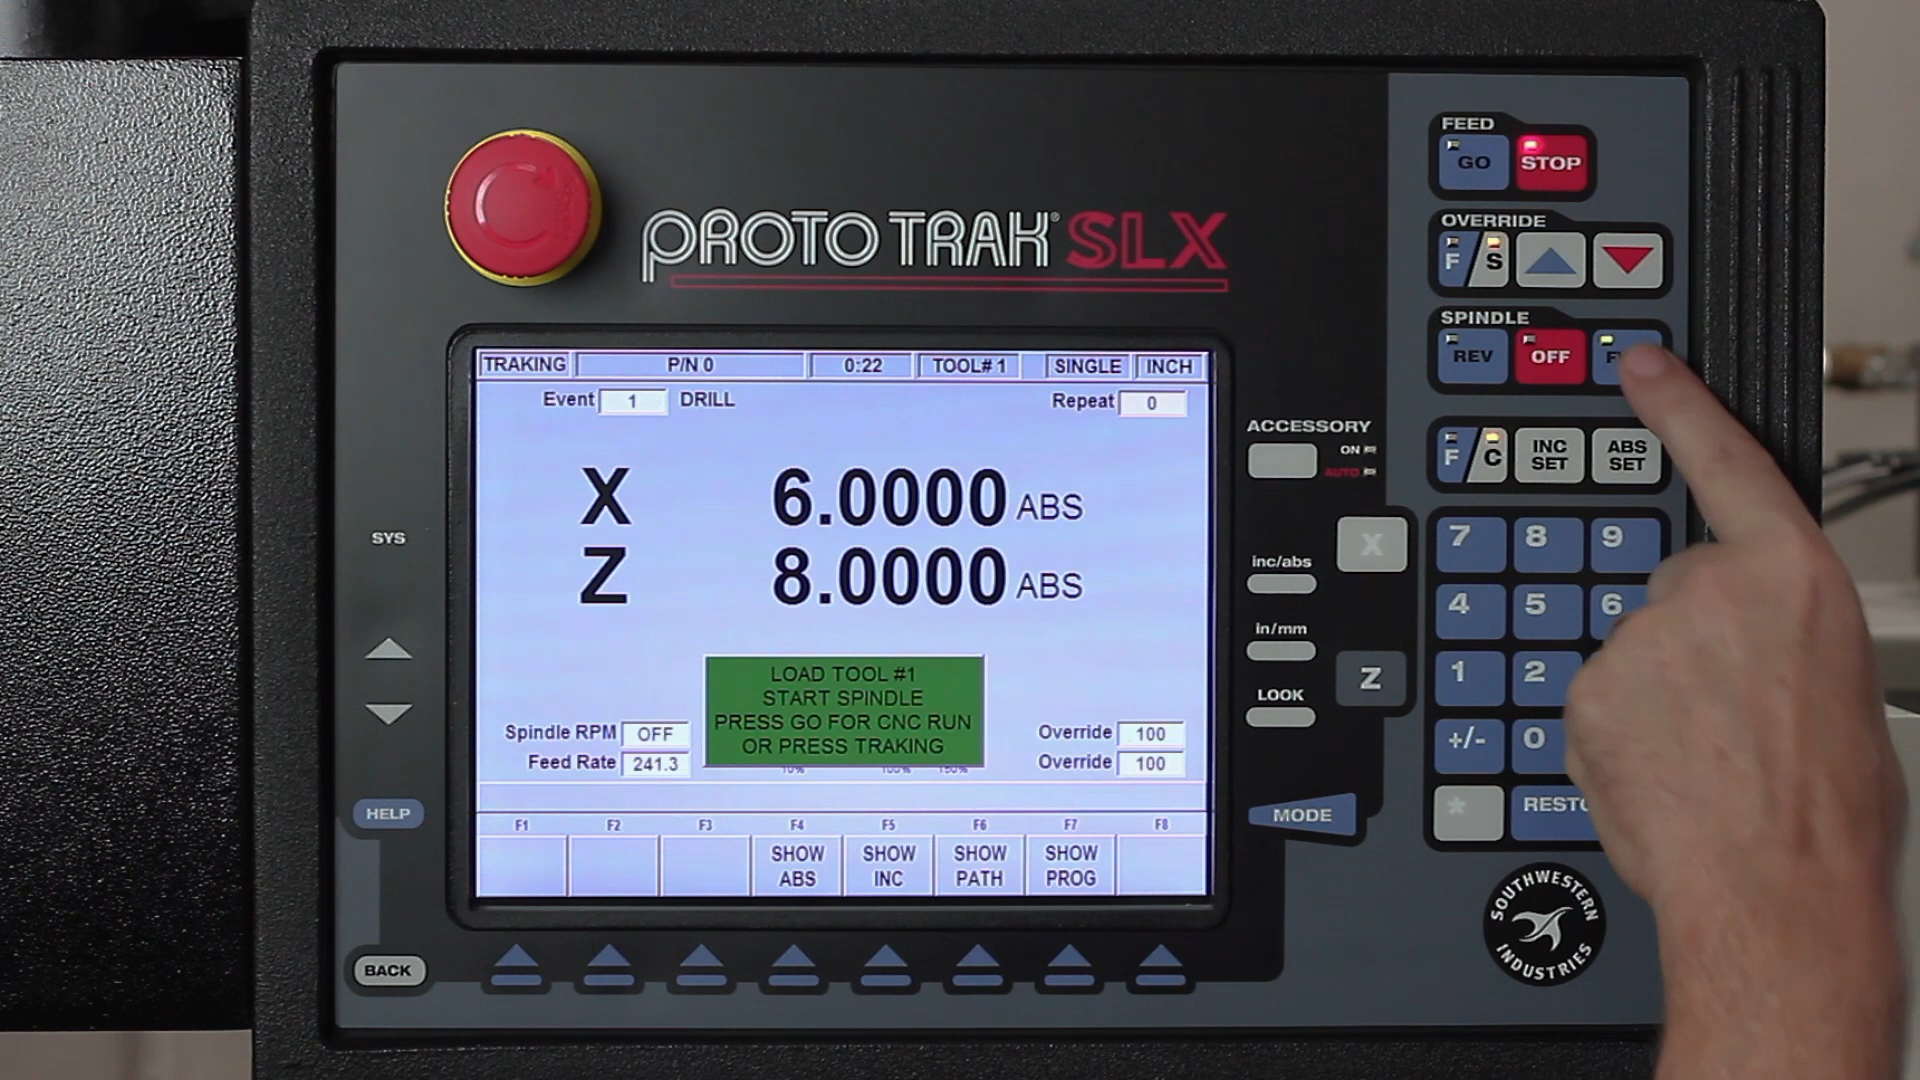 PROTO TRAK® SLX
FEED
GO
STOP
OVERRIDE
F / S
SPINDLE
REV
OFF
F / C
INC SET
ABS SET
ACCESSORY
ON
AUTO
inc/abs
in/mm
LOOK
X
Z
MODE
7 8 9
4 5 6
1 2
+/- 0
*
SYS
HELP
BACK
TRAKING P/N 0 0:22 TOOL# 1 SINGLE INCH
Event 1 DRILL Repeat 0
X 6.0000 ABS
Z 8.0000 ABS
LOAD TOOL #1
START SPINDLE
PRESS GO FOR CNC RUN
OR PRESS TRAKING
Spindle RPM OFF Override 100
Feed Rate 241.3 Override 100
10% 100% 150%
F1 F2 F3 F4 F5 F6 F7 F8
SHOW ABS
SHOW INC
SHOW PATH
SHOW PROG
SOUTHWESTERN
INDUSTRIES